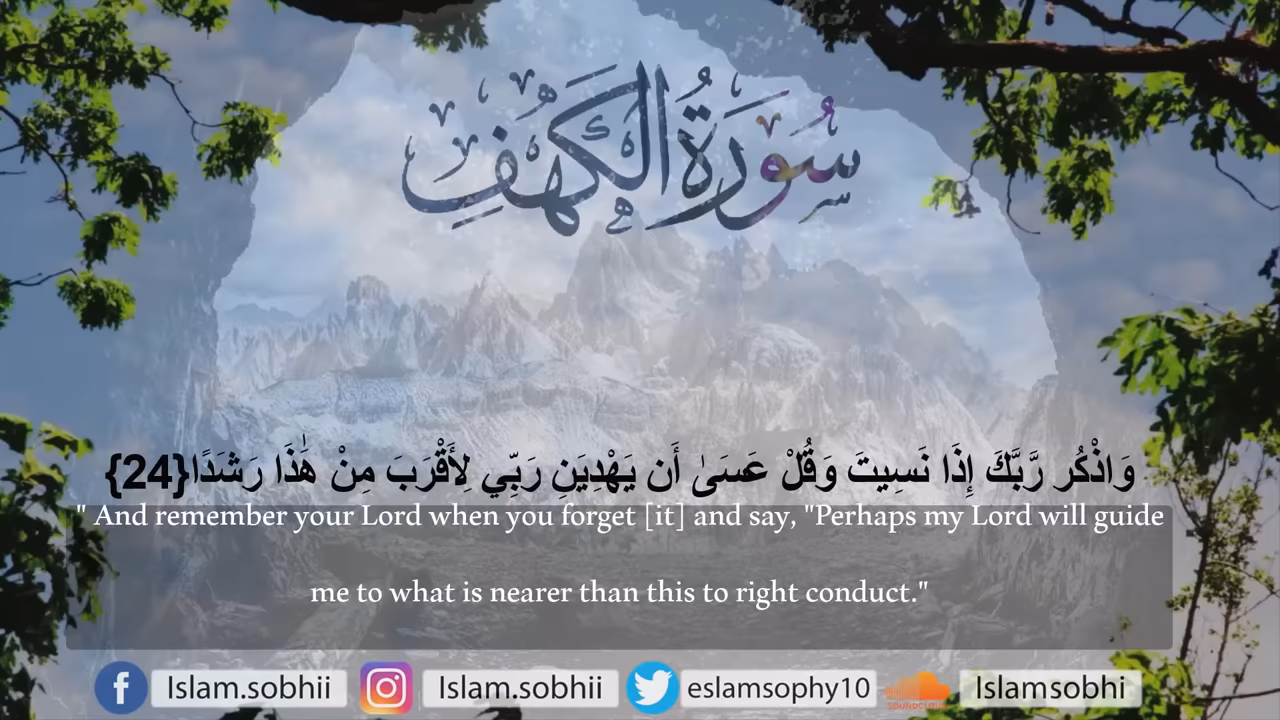 سُورَةُ الكَهْفِ
وَاذْكُر رَّبَّكَ إِذَا نَسِيتَ وَقُلْ عَسَىٰ أَن يَهْدِيَنِ رَبِّي لِأَقْرَبَ مِنْ هَٰذَا رَشَدًا{24}
" And remember your Lord when you forget [it] and say, "Perhaps my Lord will guide
me to what is nearer than this to right conduct."
Islam.sobhii Islam.sobhii eslamsophy10 SOUNDCLOUD Islamsobhi